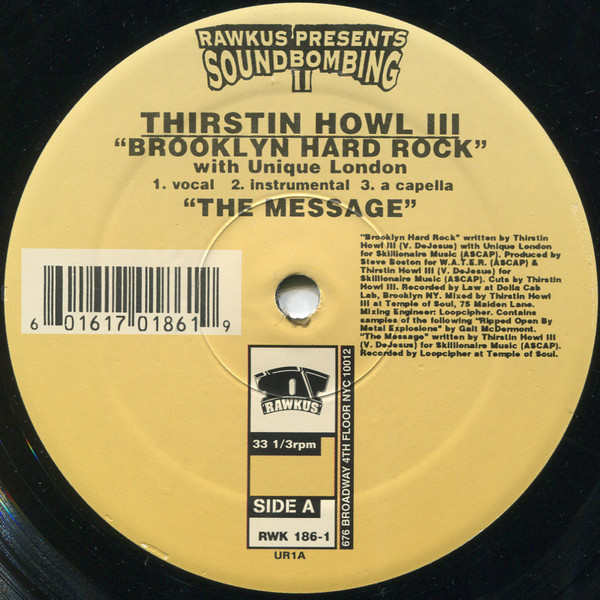 RAWKUS PRESENTS
SOUNDBOMBING
II
THIRSTIN HOWL III
"BROOKLYN HARD ROCK"
with Unique London
1. vocal 2. instrumental 3. a capella
"THE MESSAGE"
"Brooklyn Hard Rock" written by Thirstin
Howl III (V. DeJesus) with Unique London
for Skillionaire Music (ASCAP). Produced by
Steve Boston for W.A.T.E.R. (ASCAP) &
Thirstin Howl III (V. DeJesus) for
Skillionaire Music (ASCAP). Cuts by Thirstin
Howl III. Recorded by Law at Dolla Cab
Lab, Brooklyn NY. Mixed by Thirstin Howl
III at Temple of Soul, 75 Maiden Lane.
Mixing Engineer: Loopcipher. Contains
samples of the following "Ripped Open By
Metal Explosions" by Galt McDermont.
"The Message" written by Thirstin Howl III
(V. DeJesus) for Skillionaire Music (ASCAP).
Recorded by Loopcipher at Temple of Soul.
6 01617 01861 9
RAWKUS
33 1/3rpm
SIDE A
RWK 186-1
676 BROADWAY 4TH FLOOR NYC 10012
UR1A